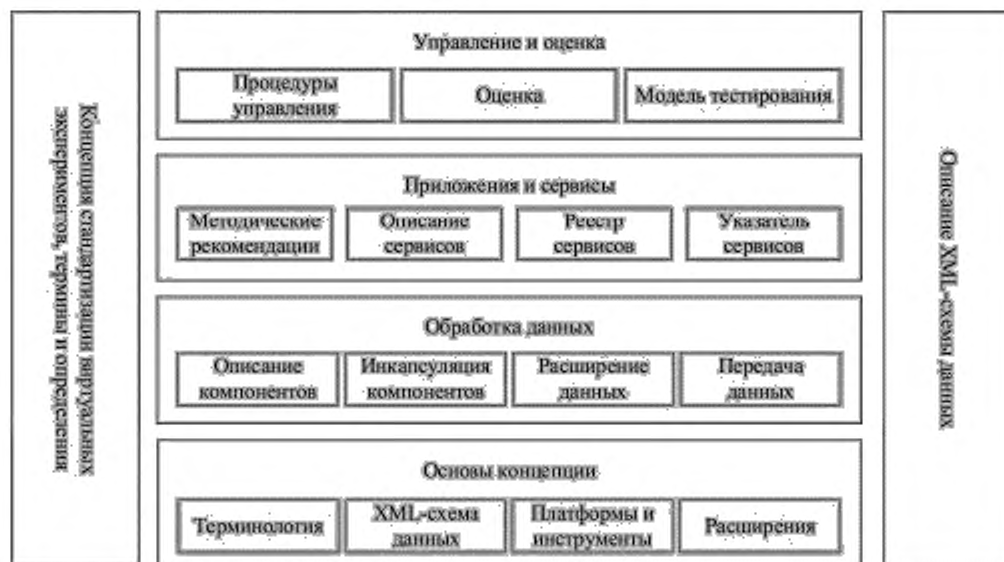 Концепция стандартизации виртуальных
экспериментов, термины и определения
Управление и оценка
Процедуры
управления
Оценка
Модель тестирования
Приложения и сервисы
Методические
рекомендации
Описание
сервисов
Реестр
сервисов
Указатель
сервисов
Обработка данных
Описание
компонентов
Инкапсуляция
компонентов
Расширение
данных
Передача
данных
Основы концепции
Терминология
XML-схема
данных
Платформы и
инструменты
Расширения
Описание XML-схемы данных